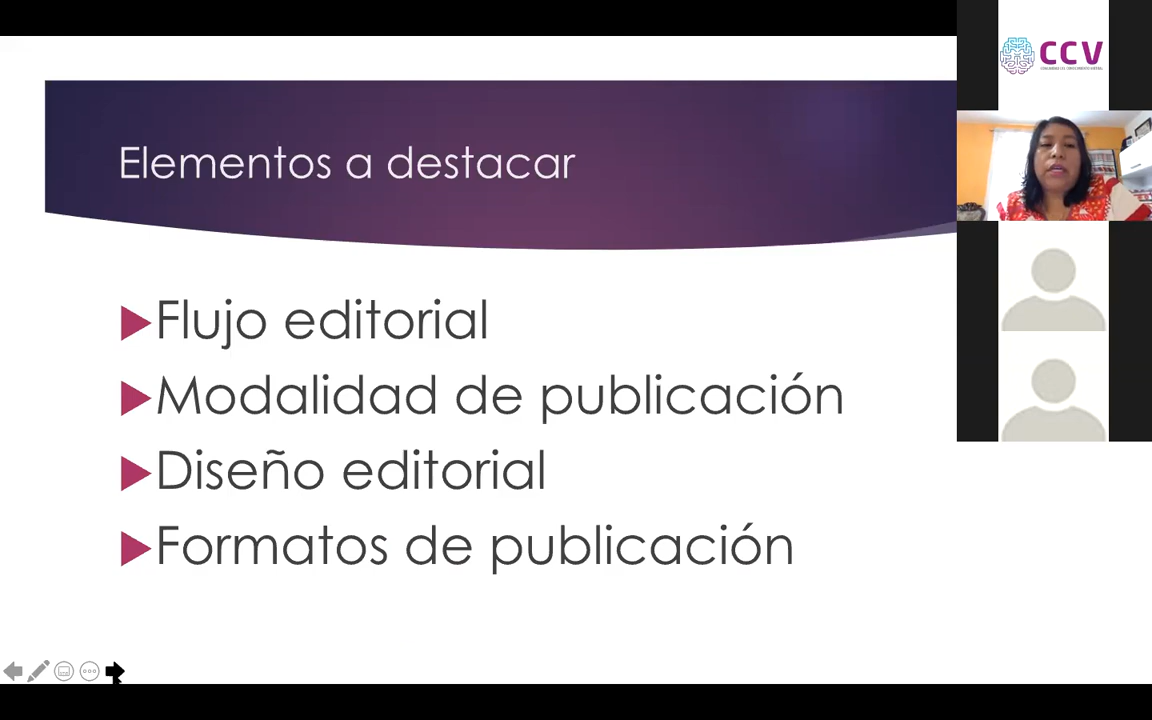 Elementos a destacar
Flujo editorial
Modalidad de publicación
Diseño editorial
Formatos de publicación
CCV